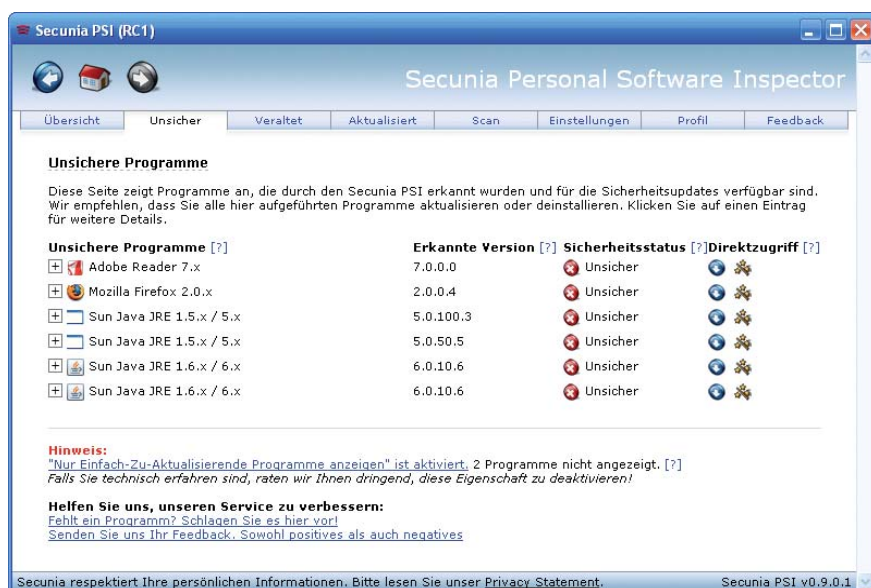 Secunia PSI (RC1)
Secunia Personal Software Inspector
Übersicht Unsicher Veraltet Aktualisiert Scan Einstellungen Profil Feedback
Unsichere Programme
Diese Seite zeigt Programme an, die durch den Secunia PSI erkannt wurden und für die Sicherheitsupdates verfügbar sind.
Wir empfehlen, dass Sie alle hier aufgeführten Programme aktualisieren oder deinstallieren. Klicken Sie auf einen Eintrag
für weitere Details.
Unsichere Programme [?] Erkannte Version [?] Sicherheitsstatus [?]Direktzugriff [?]
Adobe Reader 7.x 7.0.0.0 Unsicher
Mozilla Firefox 2.0.x 2.0.0.4 Unsicher
Sun Java JRE 1.5.x / 5.x 5.0.100.3 Unsicher
Sun Java JRE 1.5.x / 5.x 5.0.50.5 Unsicher
Sun Java JRE 1.6.x / 6.x 6.0.10.6 Unsicher
Sun Java JRE 1.6.x / 6.x 6.0.10.6 Unsicher
Hinweis:
"Nur Einfach-Zu-Aktualisierende Programme anzeigen" ist aktiviert. 2 Programme nicht angezeigt. [?]
Falls Sie technisch erfahren sind, raten wir Ihnen dringend, diese Eigenschaft zu deaktivieren!
Helfen Sie uns, unseren Service zu verbessern:
Fehlt ein Programm? Schlagen Sie es hier vor!
Senden Sie uns Ihr Feedback. Sowohl positives als auch negatives
Secunia respektiert Ihre persönlichen Informationen. Bitte lesen Sie unser Privacy Statement. Secunia PSI v0.9.0.1